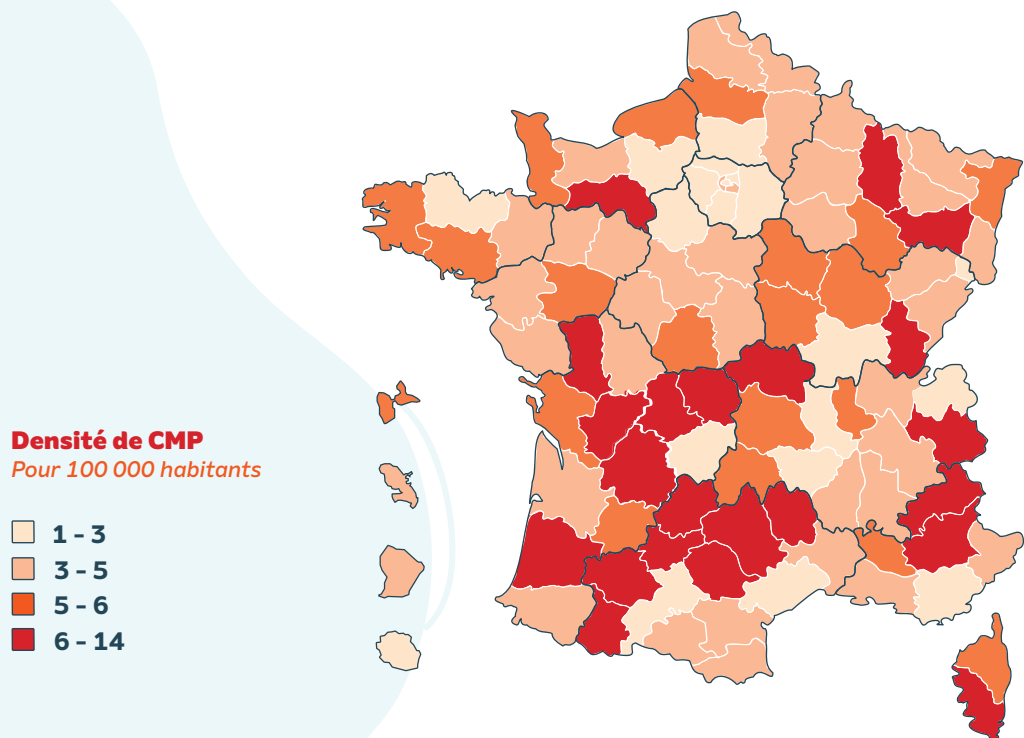 Densité de CMP
Pour 100 000 habitants
1 - 3
3 - 5
5 - 6
6 - 14